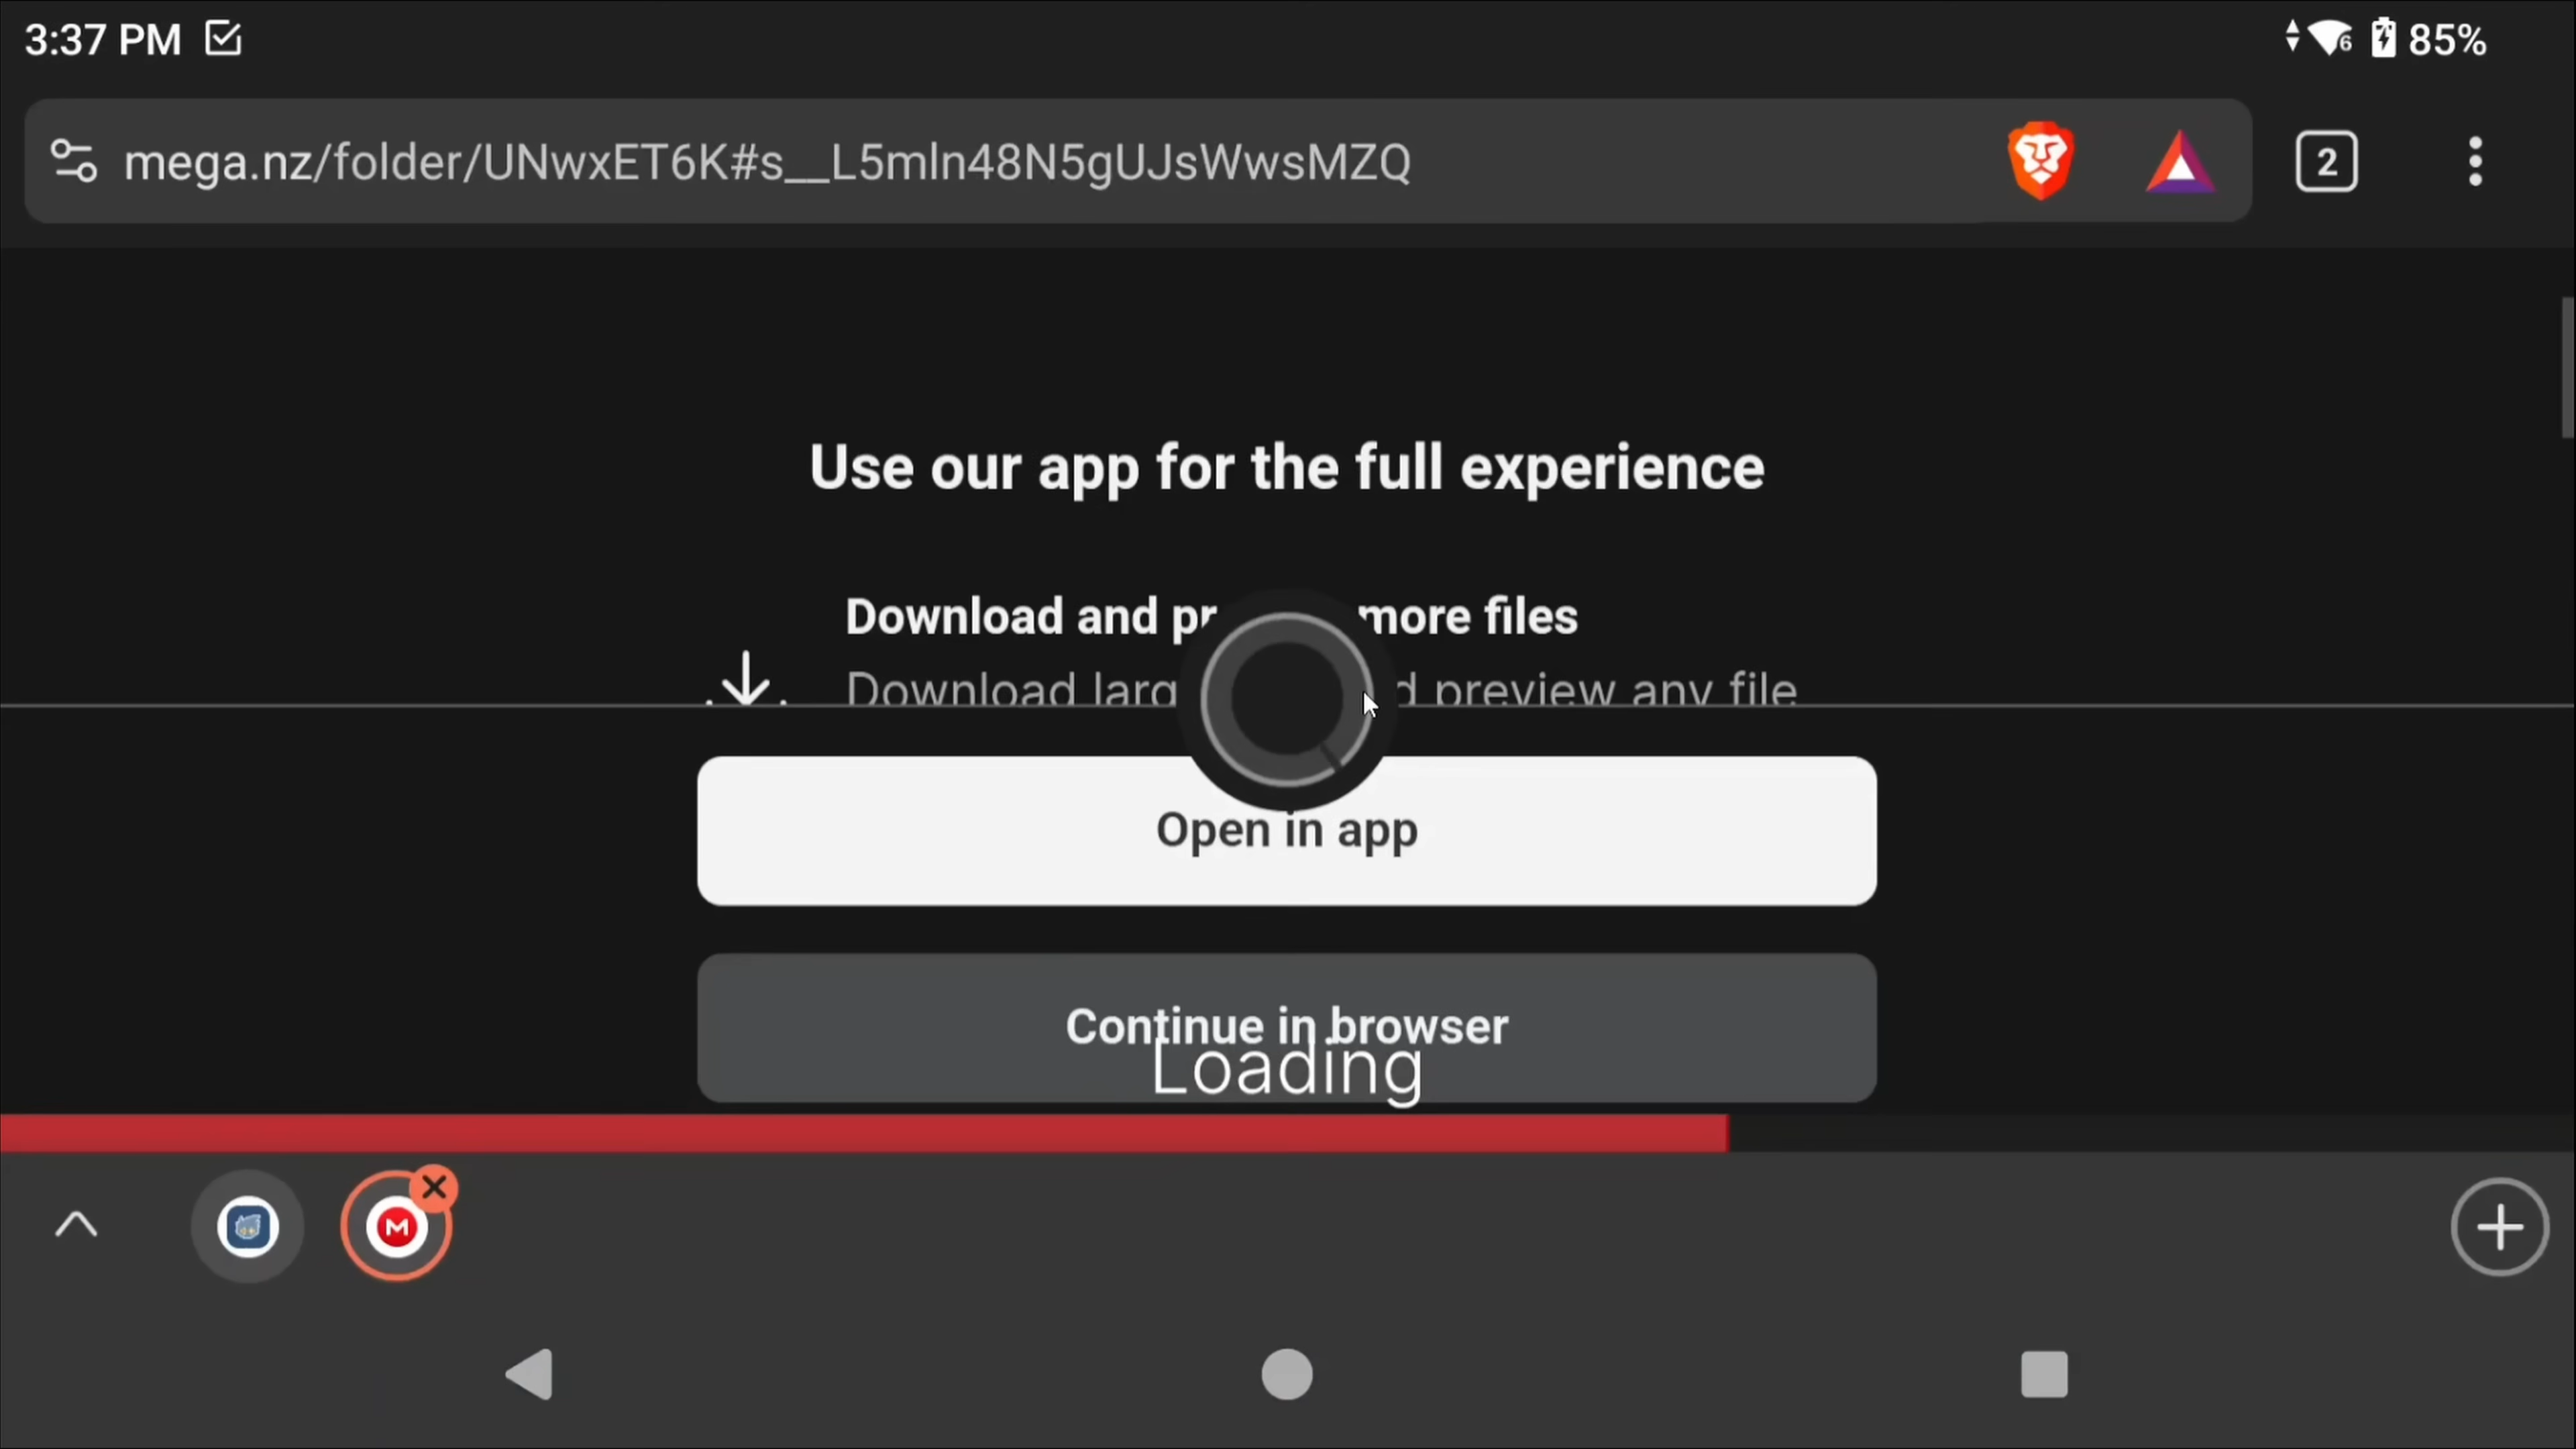 3:37 PM
6 85%
mega.nz/folder/UNwxET6K#s__L5mln48N5gUJsWwsMZQ
2
Use our app for the full experience
Download and pr more files
Download larg d preview any file
Open in app
Continue in browser
Loading
M